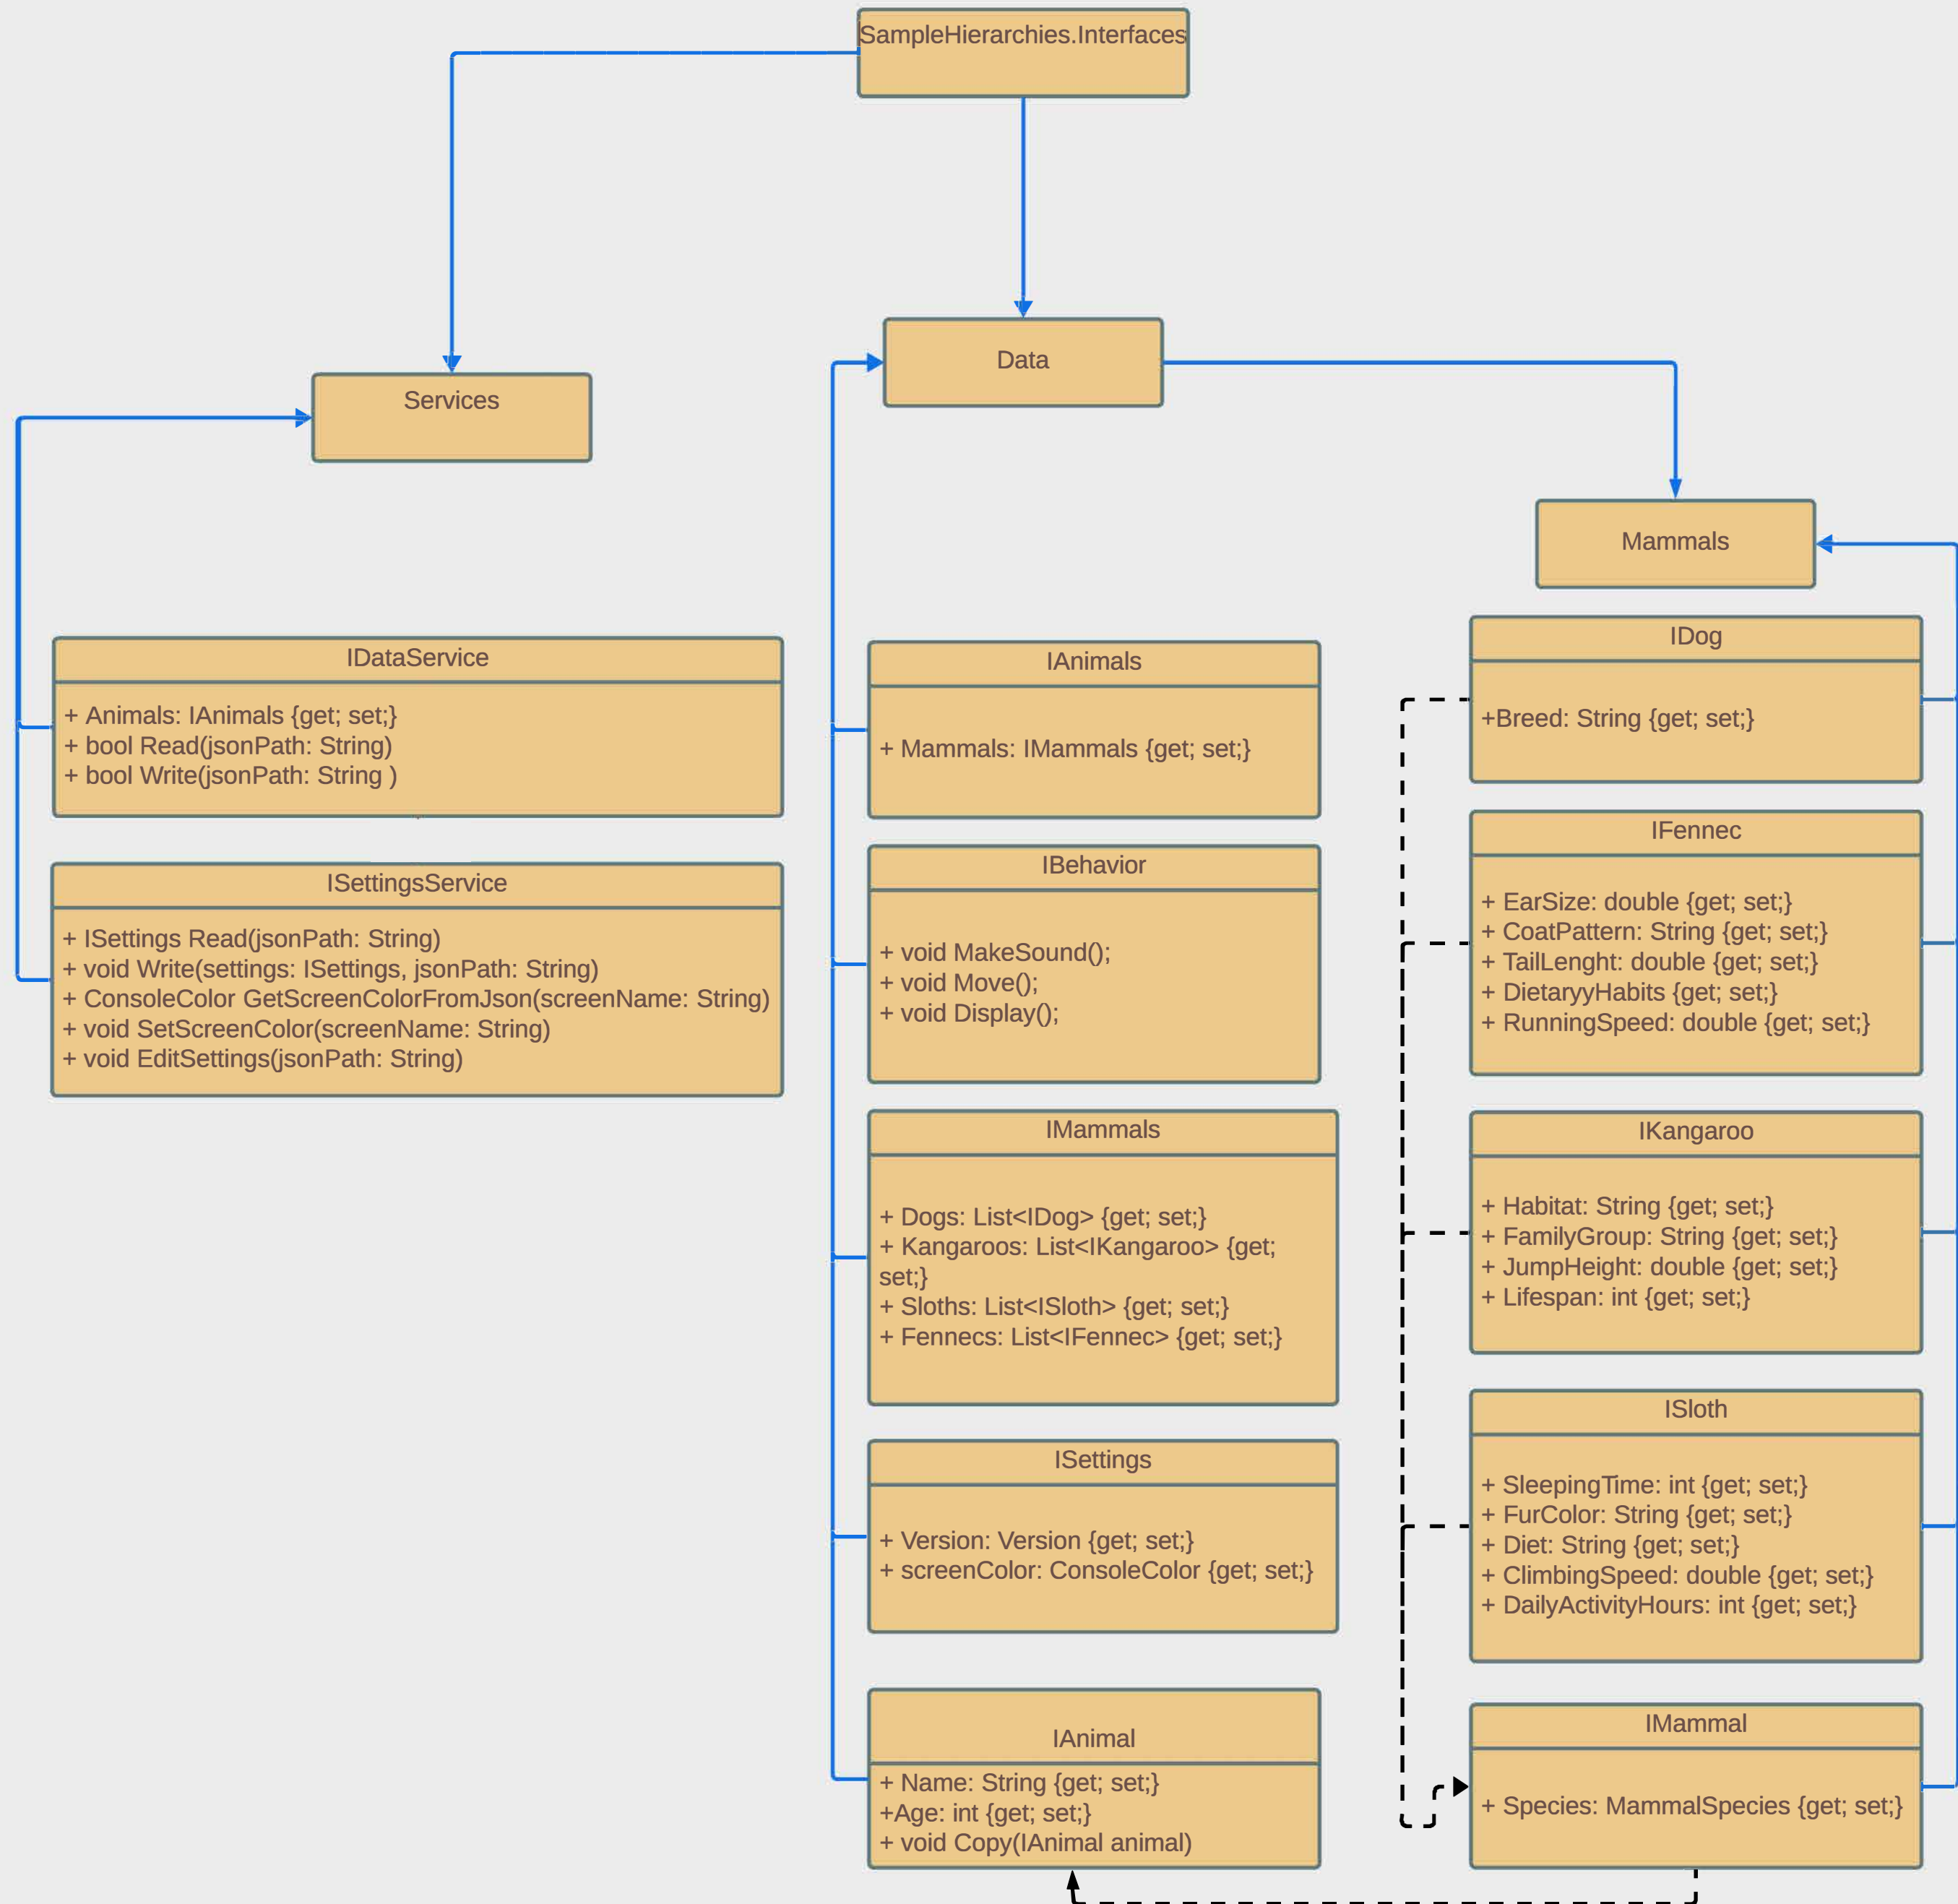 SampleHierarchies.Interfaces
Services
Data
Mammals
IDataService
+ Animals: IAnimals {get; set;}
+ bool Read(jsonPath: String)
+ bool Write(jsonPath: String )
ISettingsService
+ ISettings Read(jsonPath: String)
+ void Write(settings: ISettings, jsonPath: String)
+ ConsoleColor GetScreenColorFromJson(screenName: String)
+ void SetScreenColor(screenName: String)
+ void EditSettings(jsonPath: String)
IAnimals
+ Mammals: IMammals {get; set;}
IBehavior
+ void MakeSound();
+ void Move();
+ void Display();
IMammals
+ Dogs: List<IDog> {get; set;}
+ Kangaroos: List<IKangaroo> {get;
set;}
+ Sloths: List<ISloth> {get; set;}
+ Fennecs: List<IFennec> {get; set;}
ISettings
+ Version: Version {get; set;}
+ screenColor: ConsoleColor {get; set;}
IAnimal
+ Name: String {get; set;}
+Age: int {get; set;}
+ void Copy(IAnimal animal)
IDog
+Breed: String {get; set;}
IFennec
+ EarSize: double {get; set;}
+ CoatPattern: String {get; set;}
+ TailLenght: double {get; set;}
+ DietaryyHabits {get; set;}
+ RunningSpeed: double {get; set;}
IKangaroo
+ Habitat: String {get; set;}
+ FamilyGroup: String {get; set;}
+ JumpHeight: double {get; set;}
+ Lifespan: int {get; set;}
ISloth
+ SleepingTime: int {get; set;}
+ FurColor: String {get; set;}
+ Diet: String {get; set;}
+ ClimbingSpeed: double {get; set;}
+ DailyActivityHours: int {get; set;}
IMammal
+ Species: MammalSpecies {get; set;}